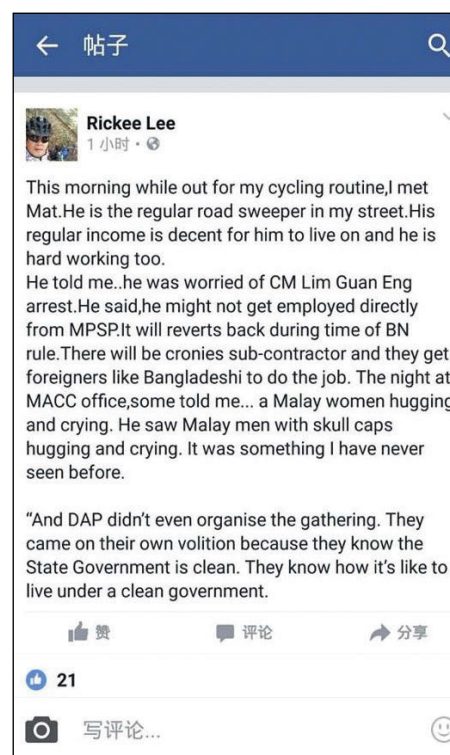 帖子
Rickee Lee
1 小时
This morning while out for my cycling routine,I met
Mat.He is the regular road sweeper in my street.His
regular income is decent for him to live on and he is
hard working too.
He told me..he was worried of CM Lim Guan Eng
arrest.He said,he might not get employed directly
from MPSP.It will reverts back during time of BN
rule.There will be cronies sub-contractor and they get
foreigners like Bangladeshi to do the job. The night at
MACC office,some told me... a Malay women hugging
and crying. He saw Malay men with skull caps
hugging and crying. It was something I have never
seen before.
“And DAP didn’t even organise the gathering. They
came on their own volition because they know the
State Government is clean. They know how it’s like to
live under a clean government.
赞 评论 分享
21
写评论...